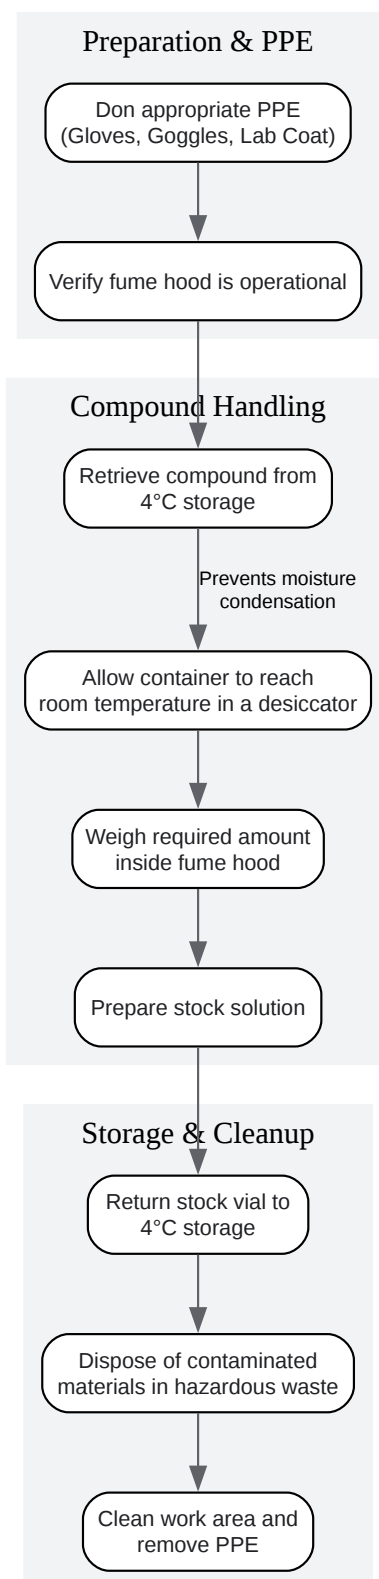 Preparation & PPE
Don appropriate PPE
(Gloves, Goggles, Lab Coat)
Verify fume hood is operational
Compound Handling
Retrieve compound from
4°C storage
Prevents moisture
condensation
Allow container to reach
room temperature in a desiccator
Weigh required amount
inside fume hood
Prepare stock solution
Storage & Cleanup
Return stock vial to
4°C storage
Dispose of contaminated
materials in hazardous waste
Clean work area and
remove PPE